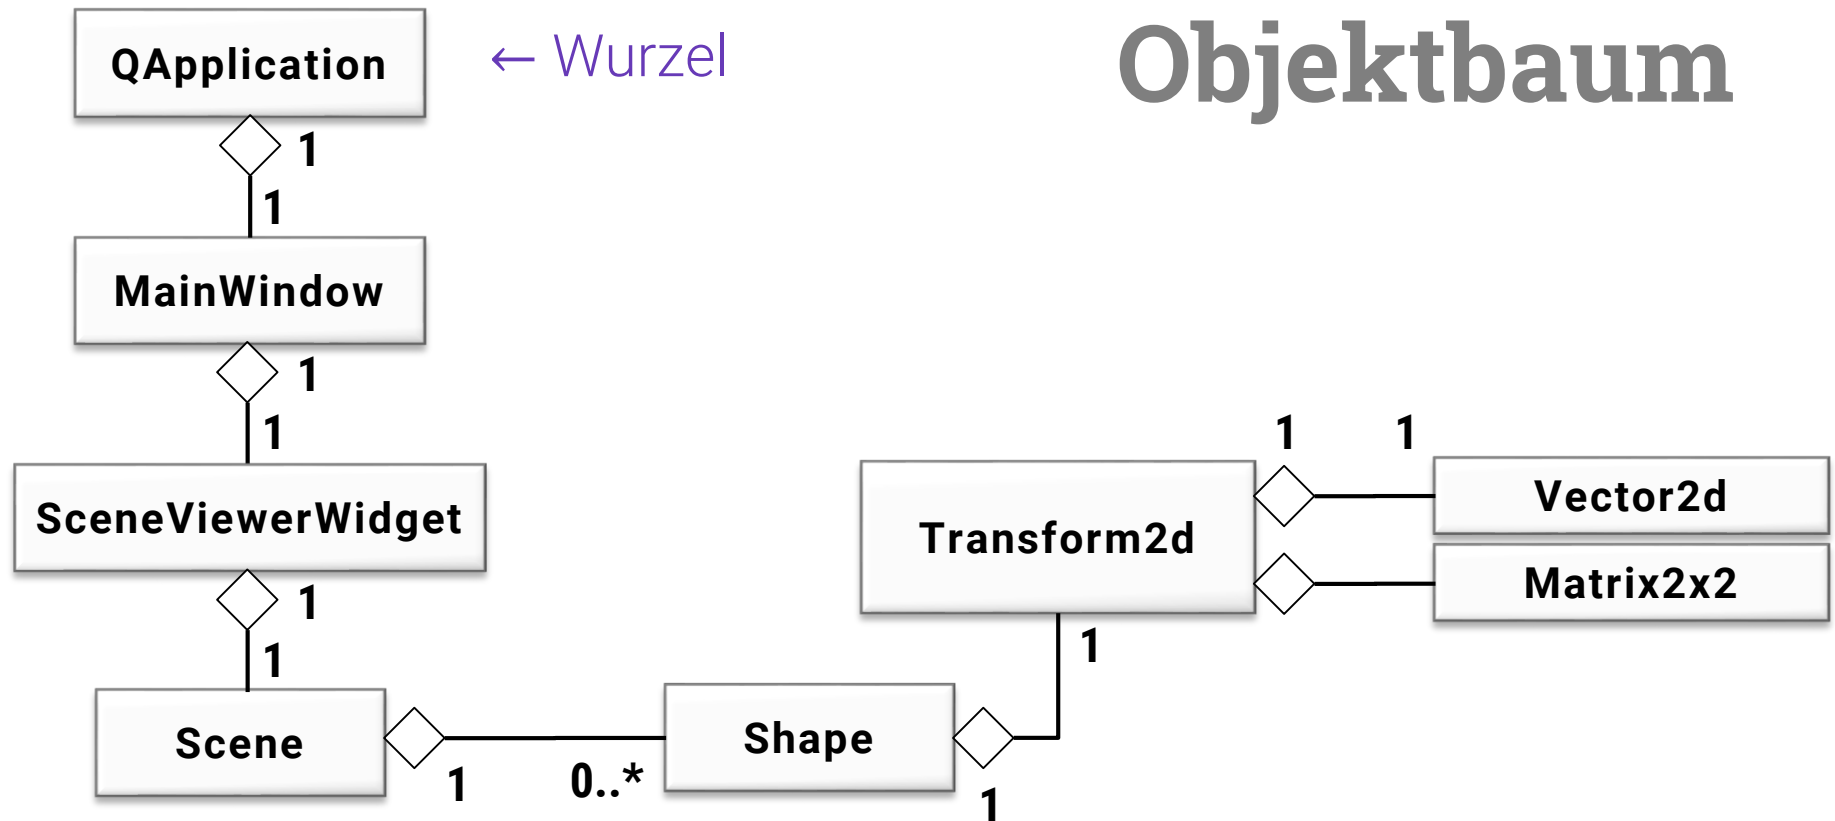 QApplication
← Wurzel
Objektbaum
1
1
MainWindow
1
1
SceneViewerWidget
1
1
Scene
1
0..*
Shape
1
1
Transform2d
1
1
Vector2d
Matrix2x2